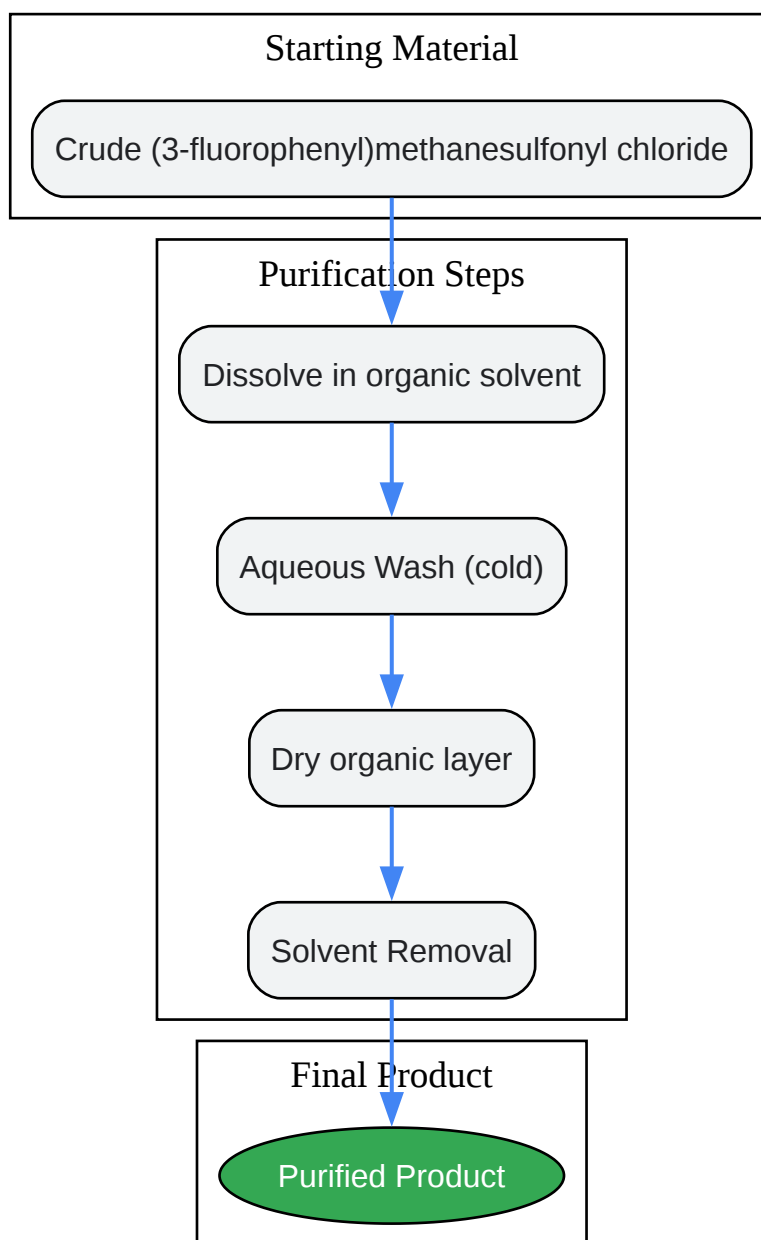 Starting Material
Crude (3-fluorophenyl)methanesulfonyl chloride
Purification Steps
Dissolve in organic solvent
Aqueous Wash (cold)
Dry organic layer
Solvent Removal
Final Product
Purified Product